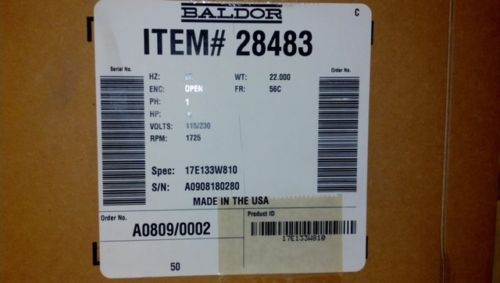 BALDOR
C
ITEM# 28483
Serial No.
Order No.
HZ:
WT: 22.000
ENC: OPEN
FR: 56C
PH: 1
HP:
VOLTS: 115/230
RPM: 1725
Spec: 17E133W810
S/N: A0908180280
MADE IN THE USA
Order No.
Product ID
A0809/0002
17E133W810
50